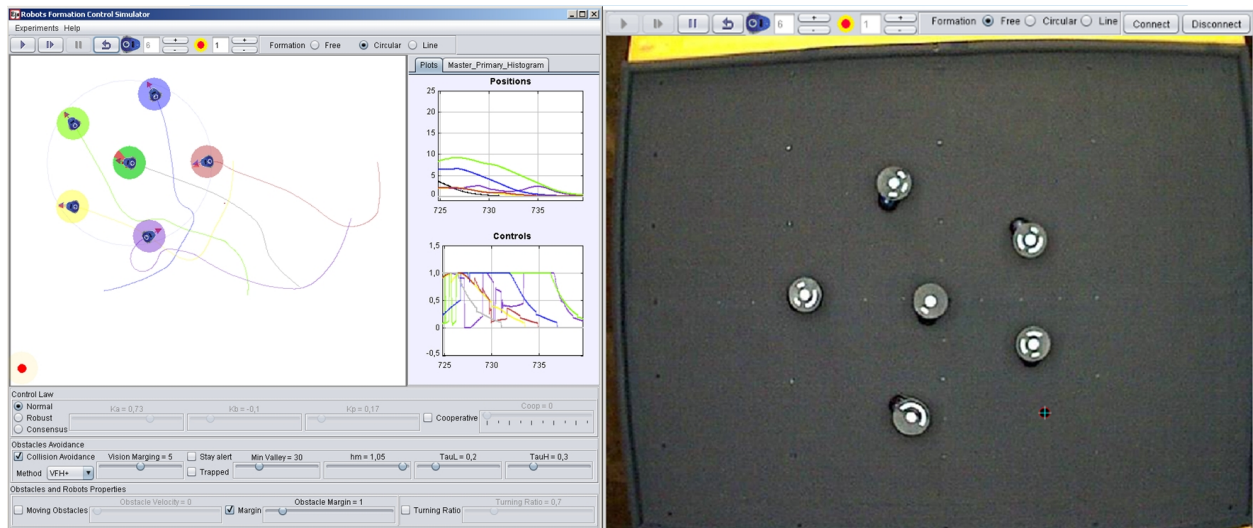 Robots Formation Control Simulator
Experiments Help
6 1 Formation Free Circular Line
Plots Master_Primary_Histogram
Positions
25
20
15
10
5
0
725 730 735
Controls
1,5
1,0
0,5
0
-0,5
725 730 735
Control Law
Normal
Robust
Consensus
Ka = 0,73 Kb = -0,1 Kp = 0,17
Cooperative
Coop = 0
Obstacles Avoidance
Collision Avoidance Vision Marging = 5 Stay alert Min Valley = 30 hm = 1,05 TauL = 0,2 TauH = 0,3
Method VFH+ Trapped
Obstacles and Robots Properties
Moving Obstacles Obstacle Velocity = 0 Margin Obstacle Margin = 1 Turning Ratio Turning Ratio = 0,7
6 1 Formation Free Circular Line Connect Disconnect